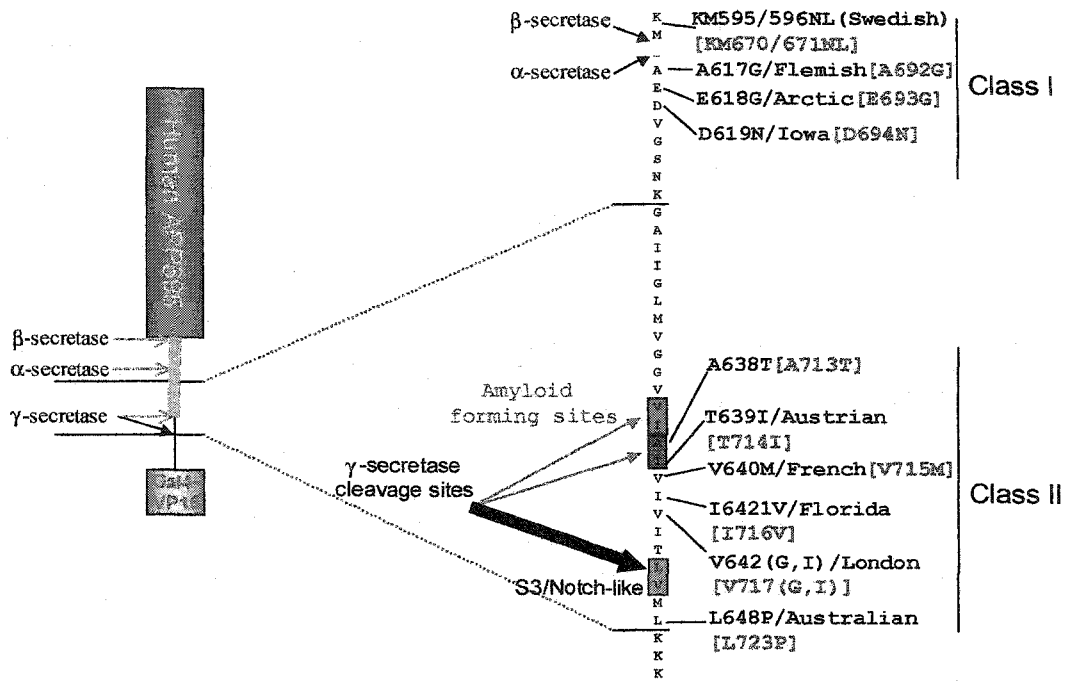 β-secretase
α-secretase
K
M
A
E
D
V
G
S
N
K
G
A
I
I
G
L
M
V
G
G
V
V
I
V
I
T
M
L
K
K
K
KM595/596NL(Swedish)
[KM670/671NL]
A617G/Flemish[A692G]
E618G/Arctic[E693G]
D619N/Iowa[D694N]
Class I
Human APP695
β-secretase
α-secretase
γ-secretase
Amyloid
forming sites
γ-secretase
cleavage sites
S3/Notch-like
A638T[A713T]
T639I/Austrian
[T714I]
V640M/French[V715M]
I6421V/Florida
[I716V]
V642(G,I)/London
[V717(G,I)]
L648P/Australian
[L723P]
Class II